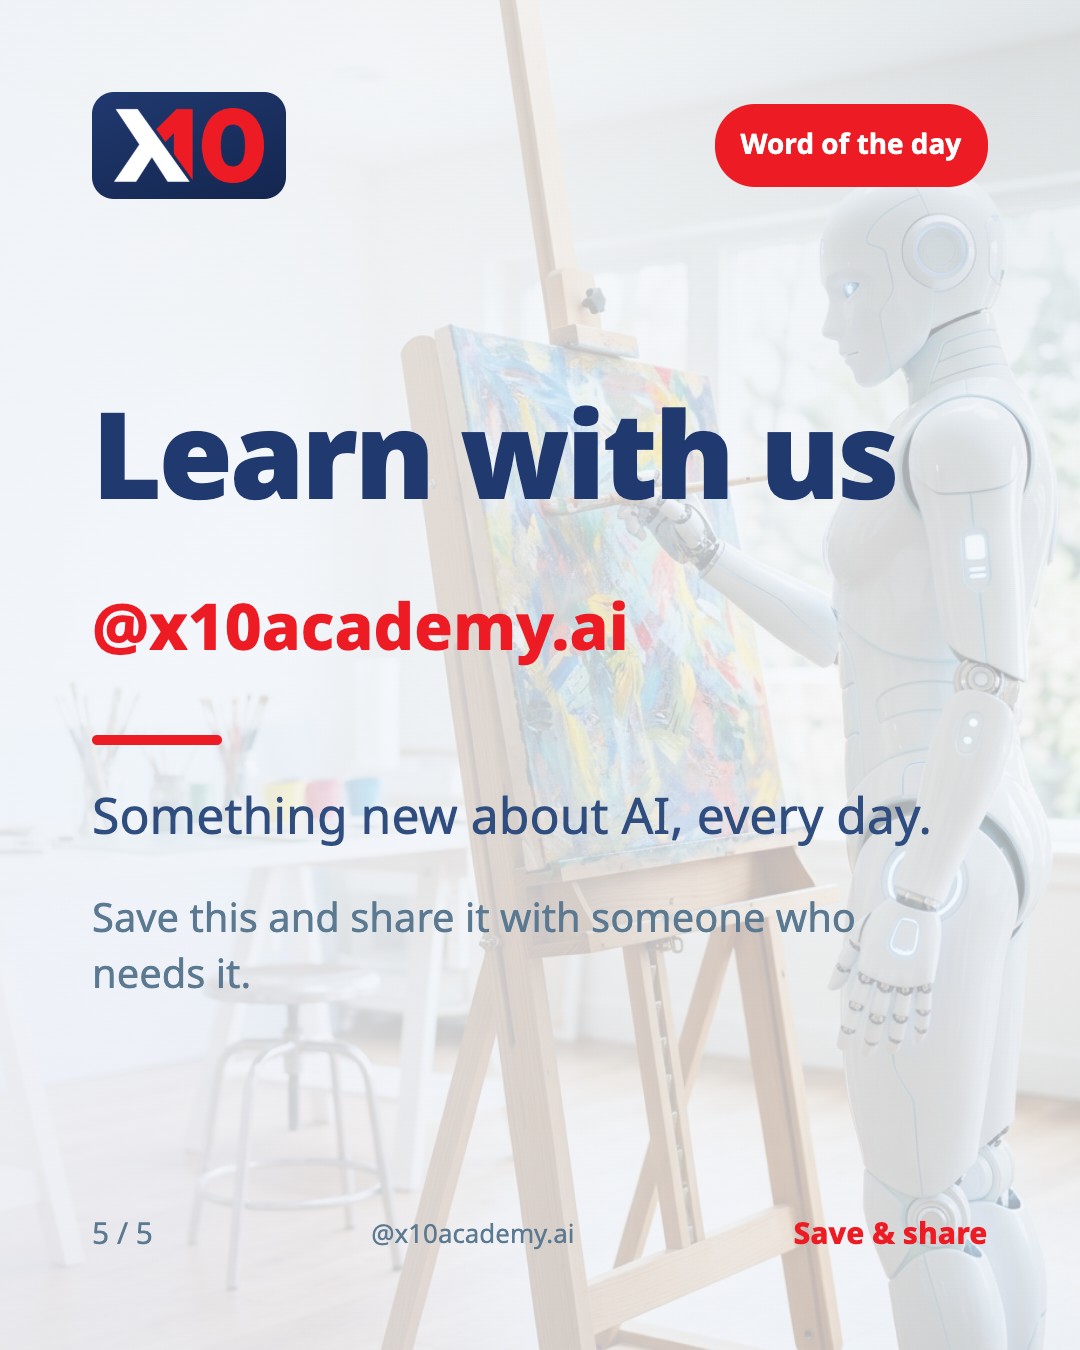 X10
Word of the day
Learn with us
@x10academy.ai
Something new about AI, every day.
Save this and share it with someone who
needs it.
5 / 5
@x10academy.ai
Save & share